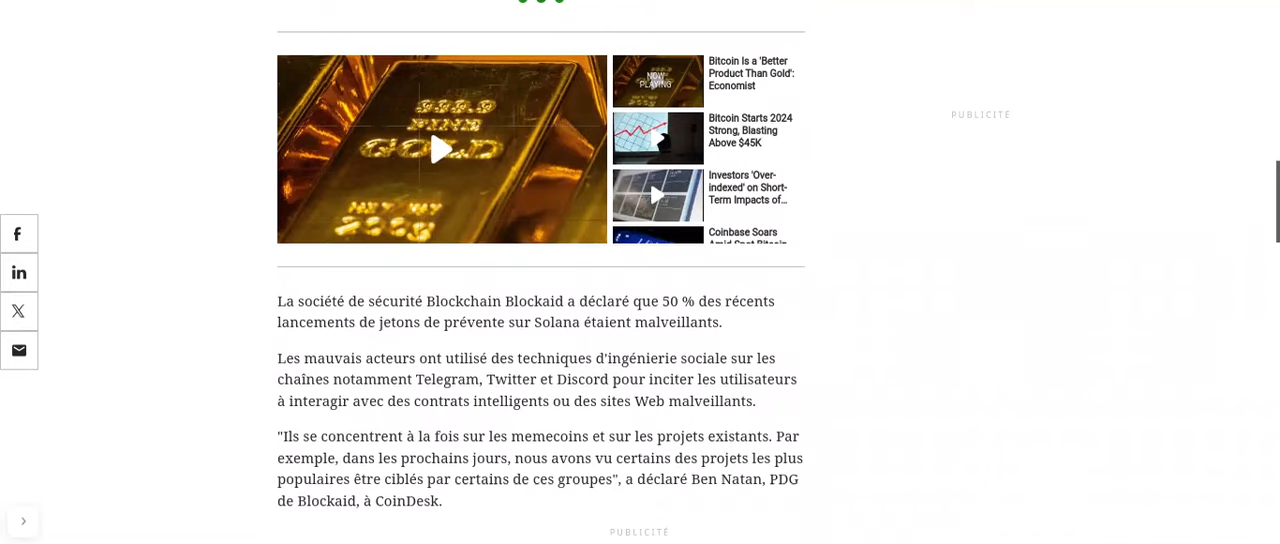 999.9
FINE
GOLD
NOW
PLAYING
Bitcoin Is a 'Better
Product Than Gold':
Economist
Bitcoin Starts 2024
Strong, Blasting
Above $45K
Investors 'Over-
indexed' on Short-
Term Impacts of...
Coinbase Soars
PUBLICITÉ
La société de sécurité Blockchain Blockaid a déclaré que 50 % des récents
lancements de jetons de prévente sur Solana étaient malveillants.
Les mauvais acteurs ont utilisé des techniques d'ingénierie sociale sur les
chaînes notamment Telegram, Twitter et Discord pour inciter les utilisateurs
à interagir avec des contrats intelligents ou des sites Web malveillants.
"Ils se concentrent à la fois sur les memecoins et sur les projets existants. Par
exemple, dans les prochains jours, nous avons vu certains des projets les plus
populaires être ciblés par certains de ces groupes", a déclaré Ben Natan, PDG
de Blockaid, à CoinDesk.
PUBLICITÉ